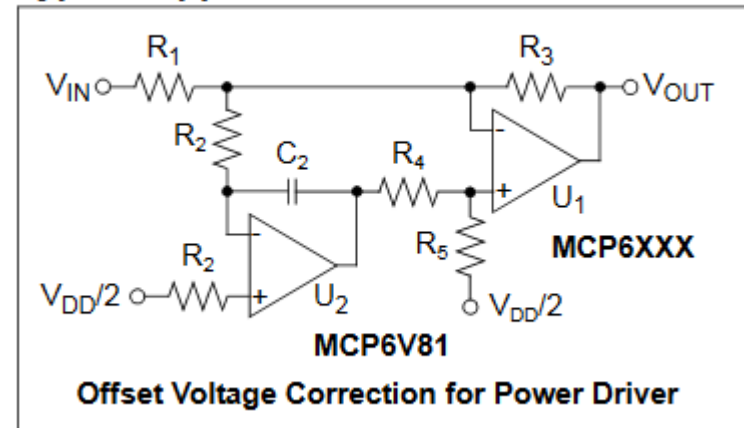 R1
R3
VIN
VOUT
R2
C2
R4
-
-
+
U1
R2
R5
MCP6XXX
VDD/2
+
U2
VDD/2
MCP6V81
Offset Voltage Correction for Power Driver